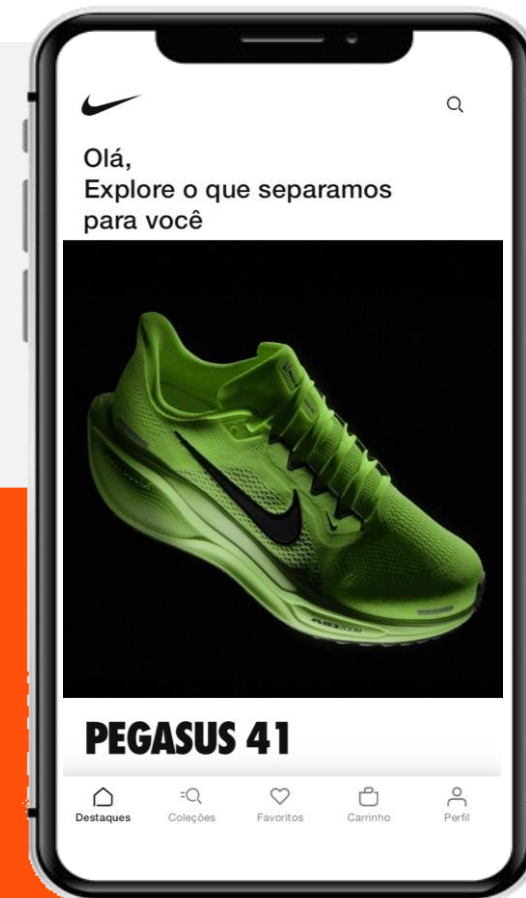 Olá,
Explore o que separamos
para você
PEGASUS 41
Destaques
Coleções
Favoritos
Carrinho
Perfil